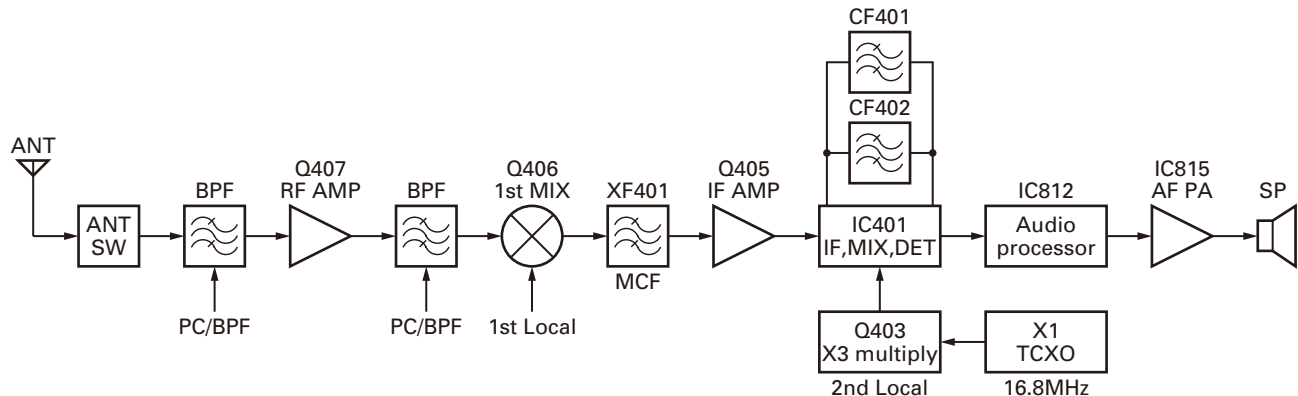 CF401
CF402
ANT
Q407
RF AMP
BPF
BPF
Q406
1st MIX
XF401
Q405
IF AMP
IC815
AF PA
IC812
SP
ANT
SW
IC401
IF,MIX,DET
Audio
processor
MCF
PC/BPF
PC/BPF
1st Local
Q403
X3 multiply
X1
TCXO
2nd Local
16.8MHz